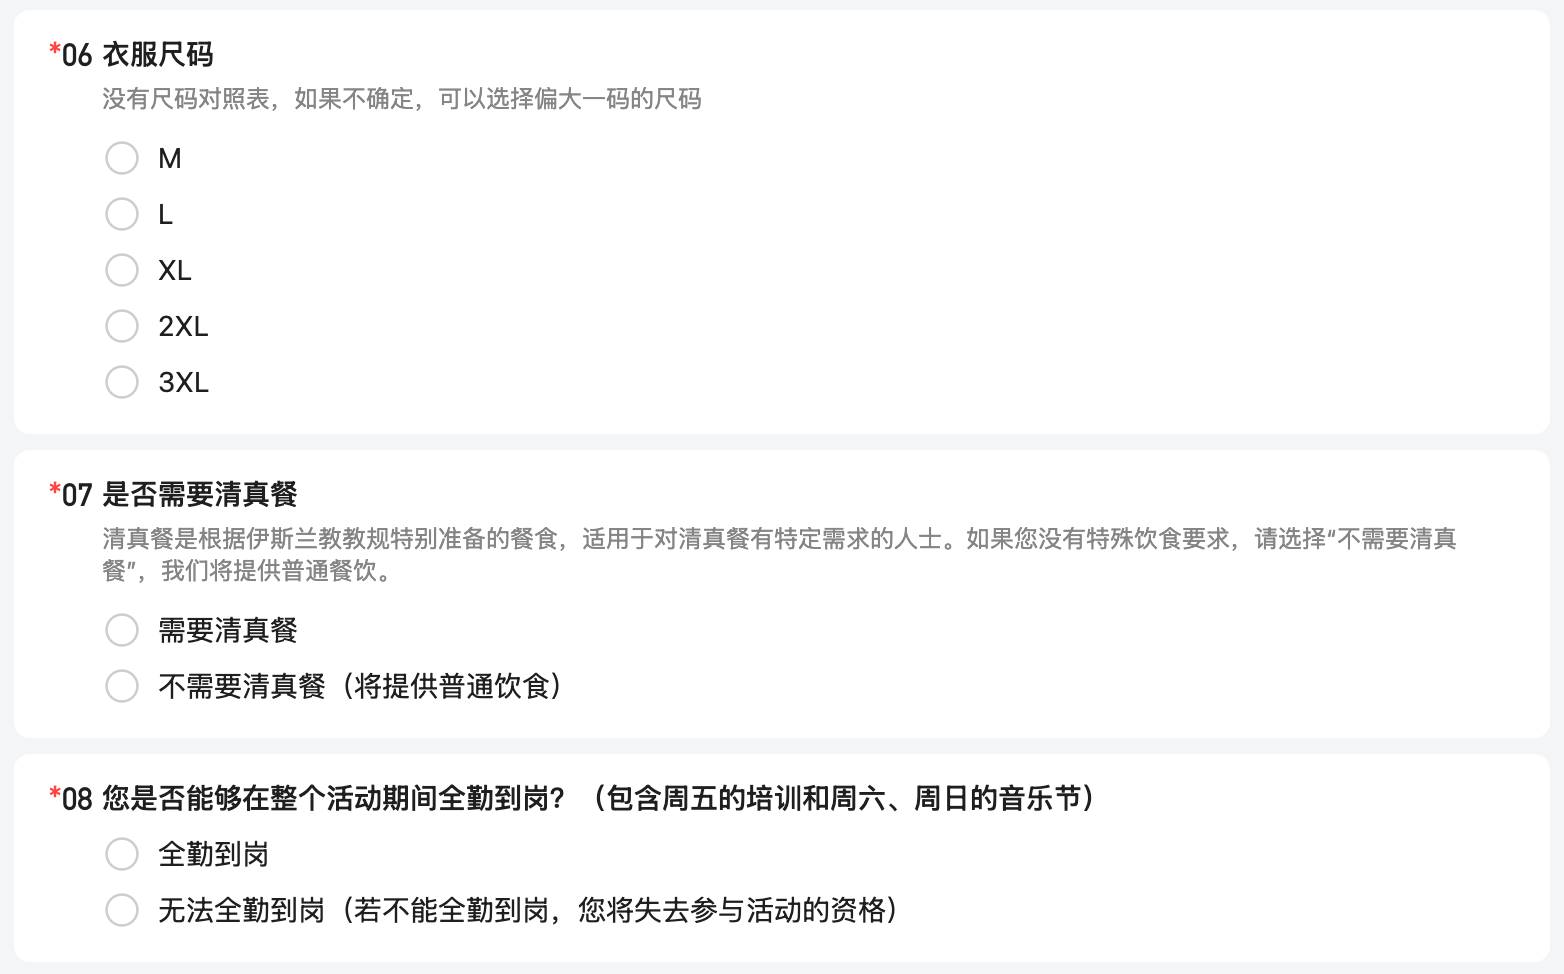 *06 衣服尺码
没有尺码对照表，如果不确定，可以选择偏大一码的尺码
M
L
XL
2XL
3XL
*07 是否需要清真餐
清真餐是根据伊斯兰教教规特别准备的餐食，适用于对清真餐有特定需求的人士。如果您没有特殊饮食要求，请选择“不需要清真
餐”，我们将提供普通餐饮。
需要清真餐
不需要清真餐（将提供普通饮食）
*08 您是否能够在整个活动期间全勤到岗？（包含周五的培训和周六、周日的音乐节）
全勤到岗
无法全勤到岗（若不能全勤到岗，您将失去参与活动的资格）